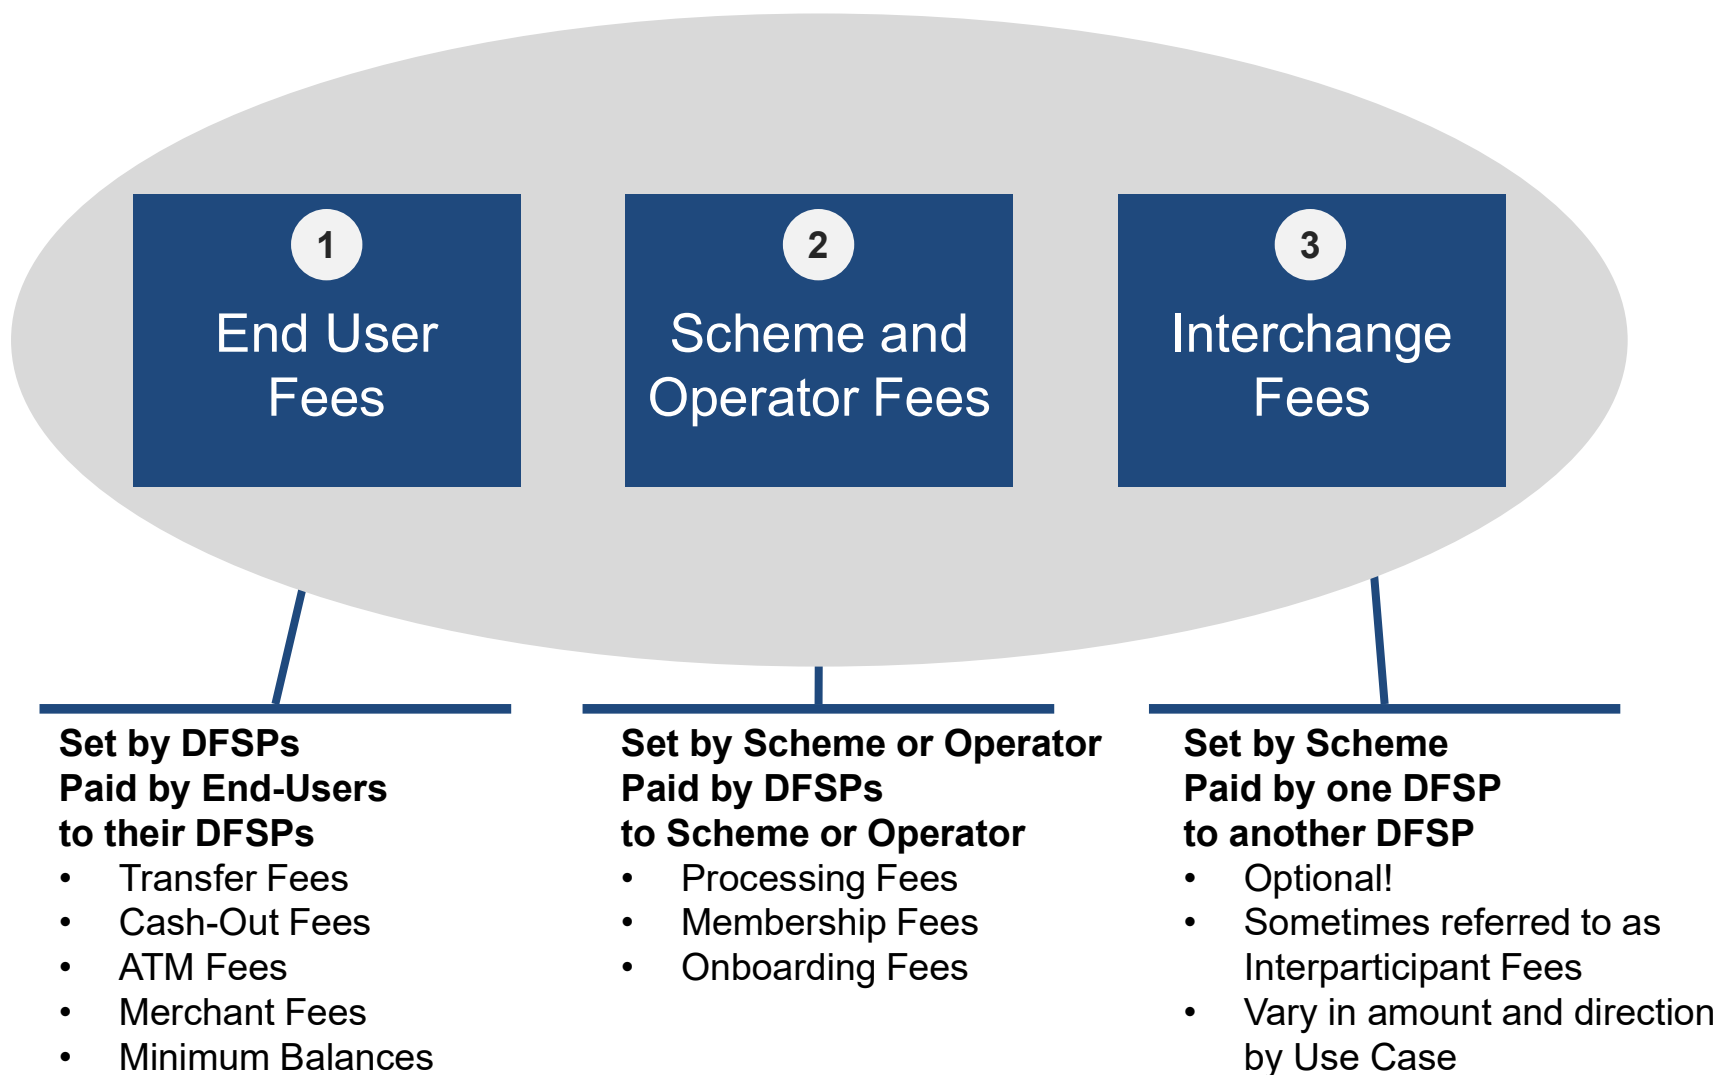 1
End User
Fees
2
Scheme and
Operator Fees
3
Interchange
Fees
Set by DFSPs
Paid by End-Users
to their DFSPs
• Transfer Fees
• Cash-Out Fees
• ATM Fees
• Merchant Fees
• Minimum Balances
Set by Scheme or Operator
Paid by DFSPs
to Scheme or Operator
• Processing Fees
• Membership Fees
• Onboarding Fees
Set by Scheme
Paid by one DFSP
to another DFSP
• Optional!
• Sometimes referred to as
Interparticipant Fees
• Vary in amount and direction
by Use Case